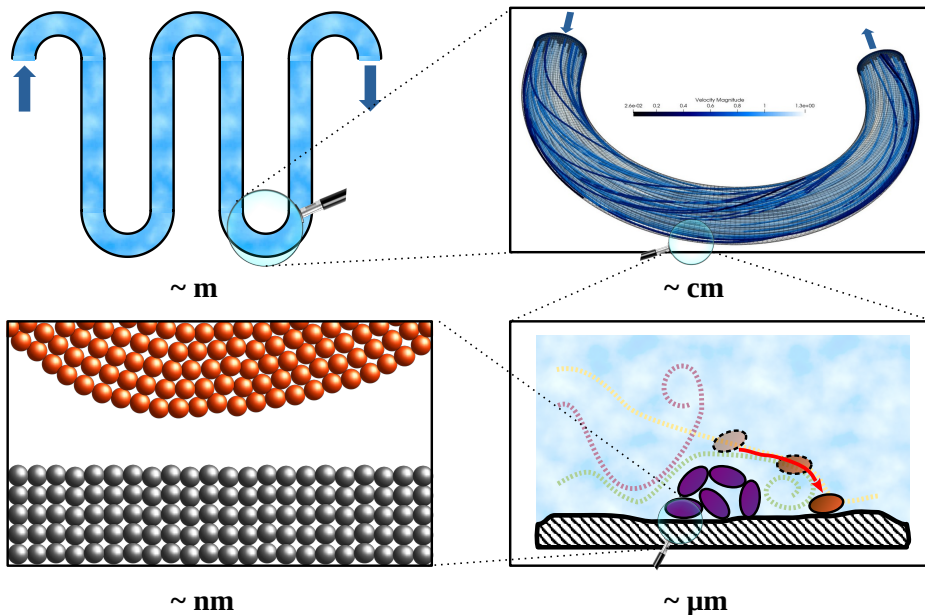 Velocity Magnitude
2.6e-02 0.2 0.4 0.6 0.8 1 1.3e+00
~ m
~ cm
~ nm
~ μm